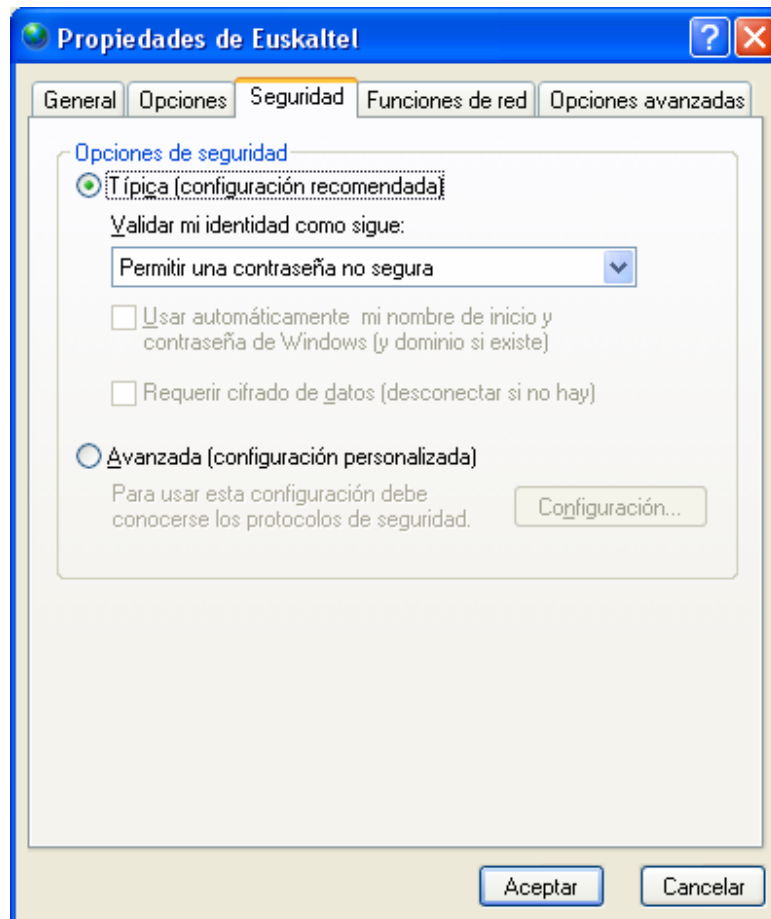 Propiedades de Euskaltel
General Opciones Seguridad Funciones de red Opciones avanzadas
Opciones de seguridad
Típica (configuración recomendada)
Validar mi identidad como sigue:
Permitir una contraseña no segura
Usar automáticamente mi nombre de inicio y
contraseña de Windows (y dominio si existe)
Requerir cifrado de datos (desconectar si no hay)
Avanzada (configuración personalizada)
Para usar esta configuración debe
conocerse los protocolos de seguridad.
Configuración...
Aceptar Cancelar